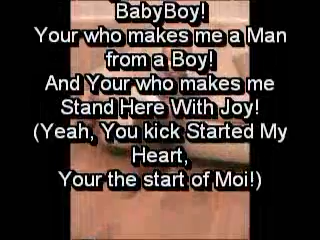 BabyBoy!
Your who makes me a Man
from a Boy!
And Your who makes me
Stand Here With Joy!
(Yeah, You kick Started My
Heart,
Your the start of Moi!)